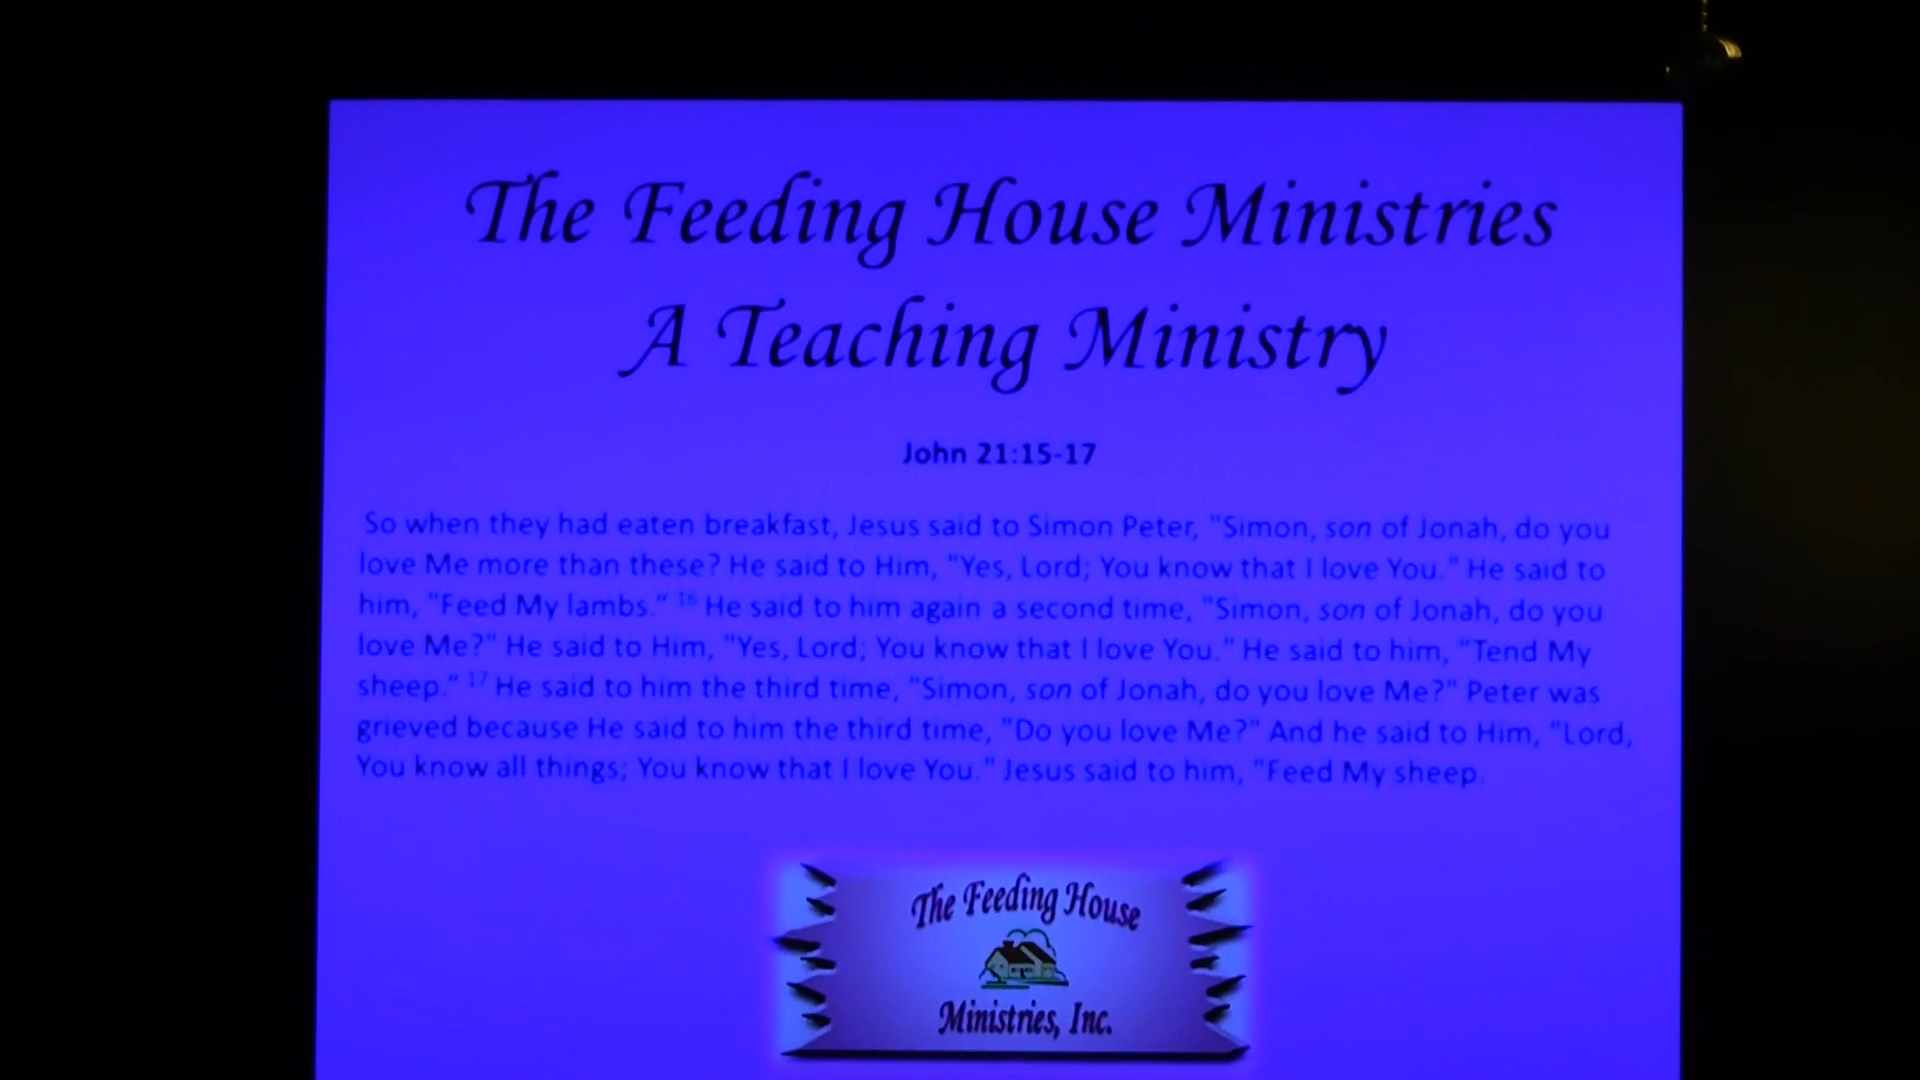 The Feeding House Ministries
A Teaching Ministry
John 21:15-17
So when they had eaten breakfast, Jesus said to Simon Peter, "Simon, son of Jonah, do you
love Me more than these? He said to Him, "Yes, Lord; You know that I love You." He said to
him, "Feed My lambs.“ 16 He said to him again a second time, "Simon, son of Jonah, do you
love Me?" He said to Him, "Yes, Lord; You know that I love You." He said to him, "Tend My
sheep.“ 17 He said to him the third time, "Simon, son of Jonah, do you love Me?" Peter was
grieved because He said to him the third time, "Do you love Me?" And he said to Him, "Lord,
You know all things; You know that I love You." Jesus said to him, "Feed My sheep.
The Feeding House
Ministries, Inc.